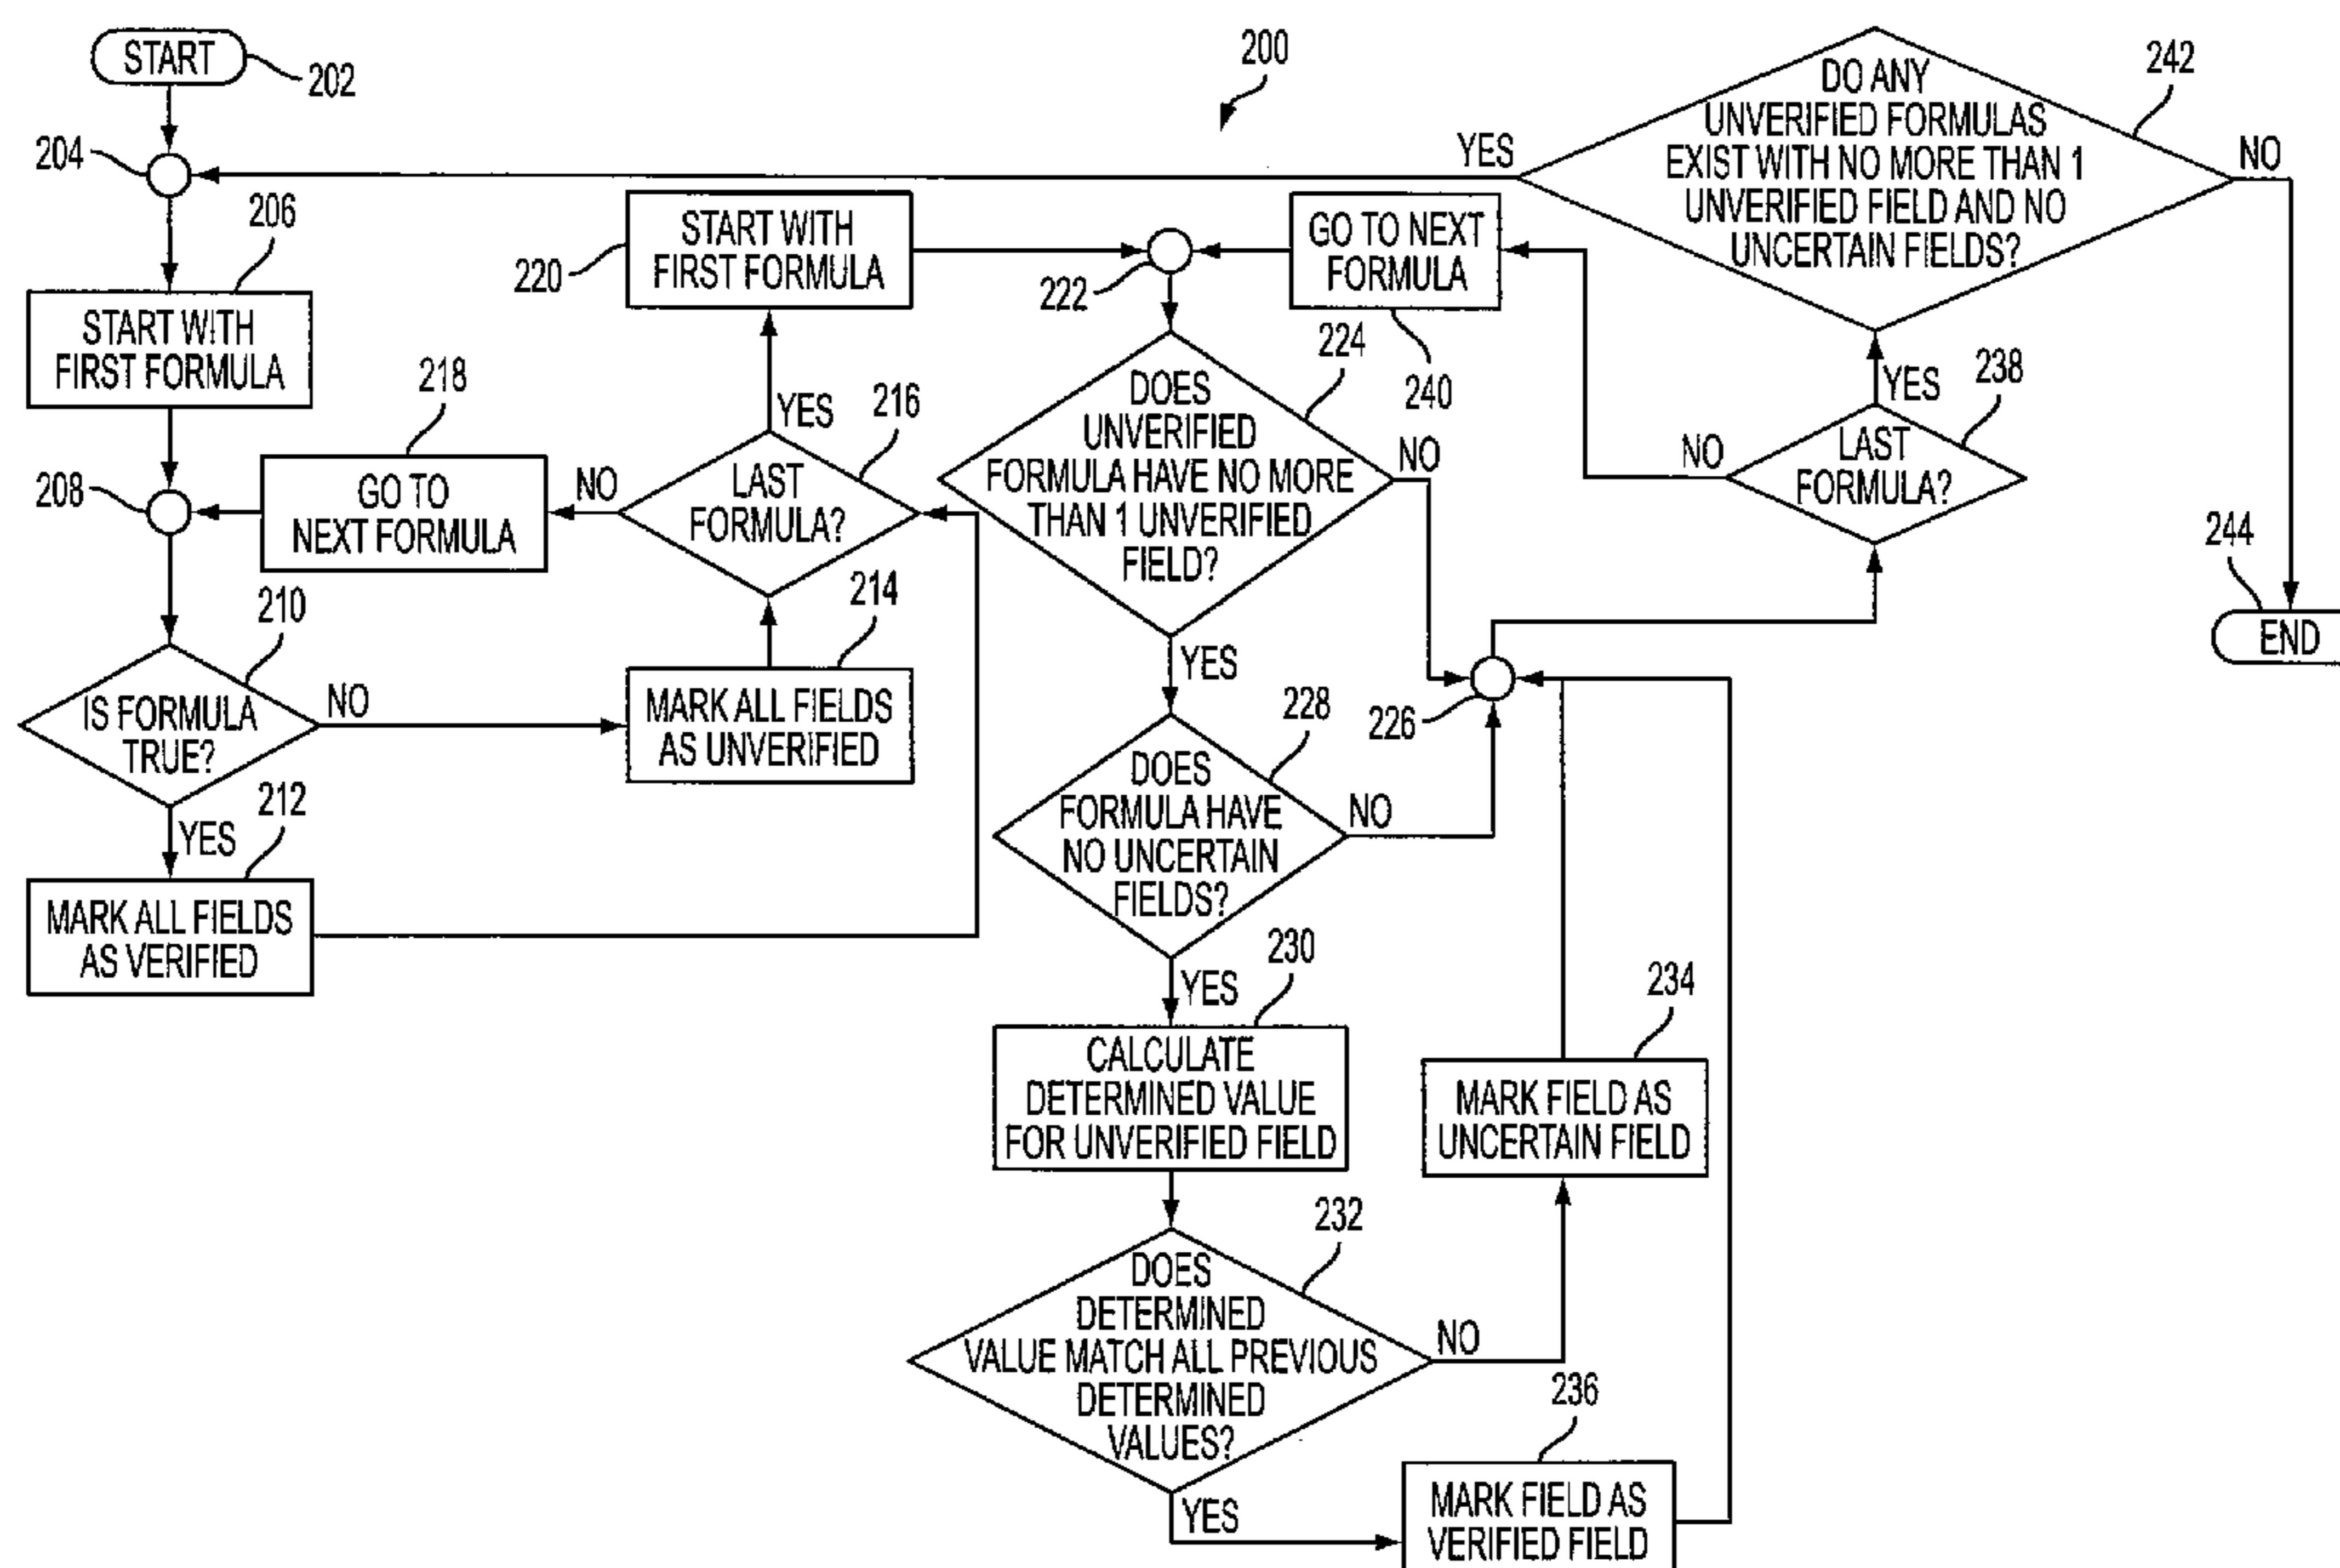 START
202
200
204
206
START WITH
FIRST FORMULA
208
218
GO TO
NEXT FORMULA
210
IS FORMULA
TRUE?
NO
YES
212
MARK ALL FIELDS
AS VERIFIED
214
MARK ALL FIELDS
AS UNVERIFIED
216
LAST
FORMULA?
NO
YES
220
START WITH
FIRST FORMULA
222
240
GO TO NEXT
FORMULA
224
DOES
UNVERIFIED
FORMULA HAVE NO MORE
THAN 1 UNVERIFIED
FIELD?
NO
YES
226
228
DOES
FORMULA HAVE
NO UNCERTAIN
FIELDS?
NO
YES
230
CALCULATE
DETERMINED VALUE
FOR UNVERIFIED FIELD
232
DOES
DETERMINED
VALUE MATCH ALL PREVIOUS
DETERMINED
VALUES?
NO
YES
234
MARK FIELD AS
UNCERTAIN FIELD
236
MARK FIELD AS
VERIFIED FIELD
238
LAST
FORMULA?
NO
YES
242
DO ANY
UNVERIFIED FORMULAS
EXIST WITH NO MORE THAN 1
UNVERIFIED FIELD AND NO
UNCERTAIN FIELDS?
YES
NO
244
END